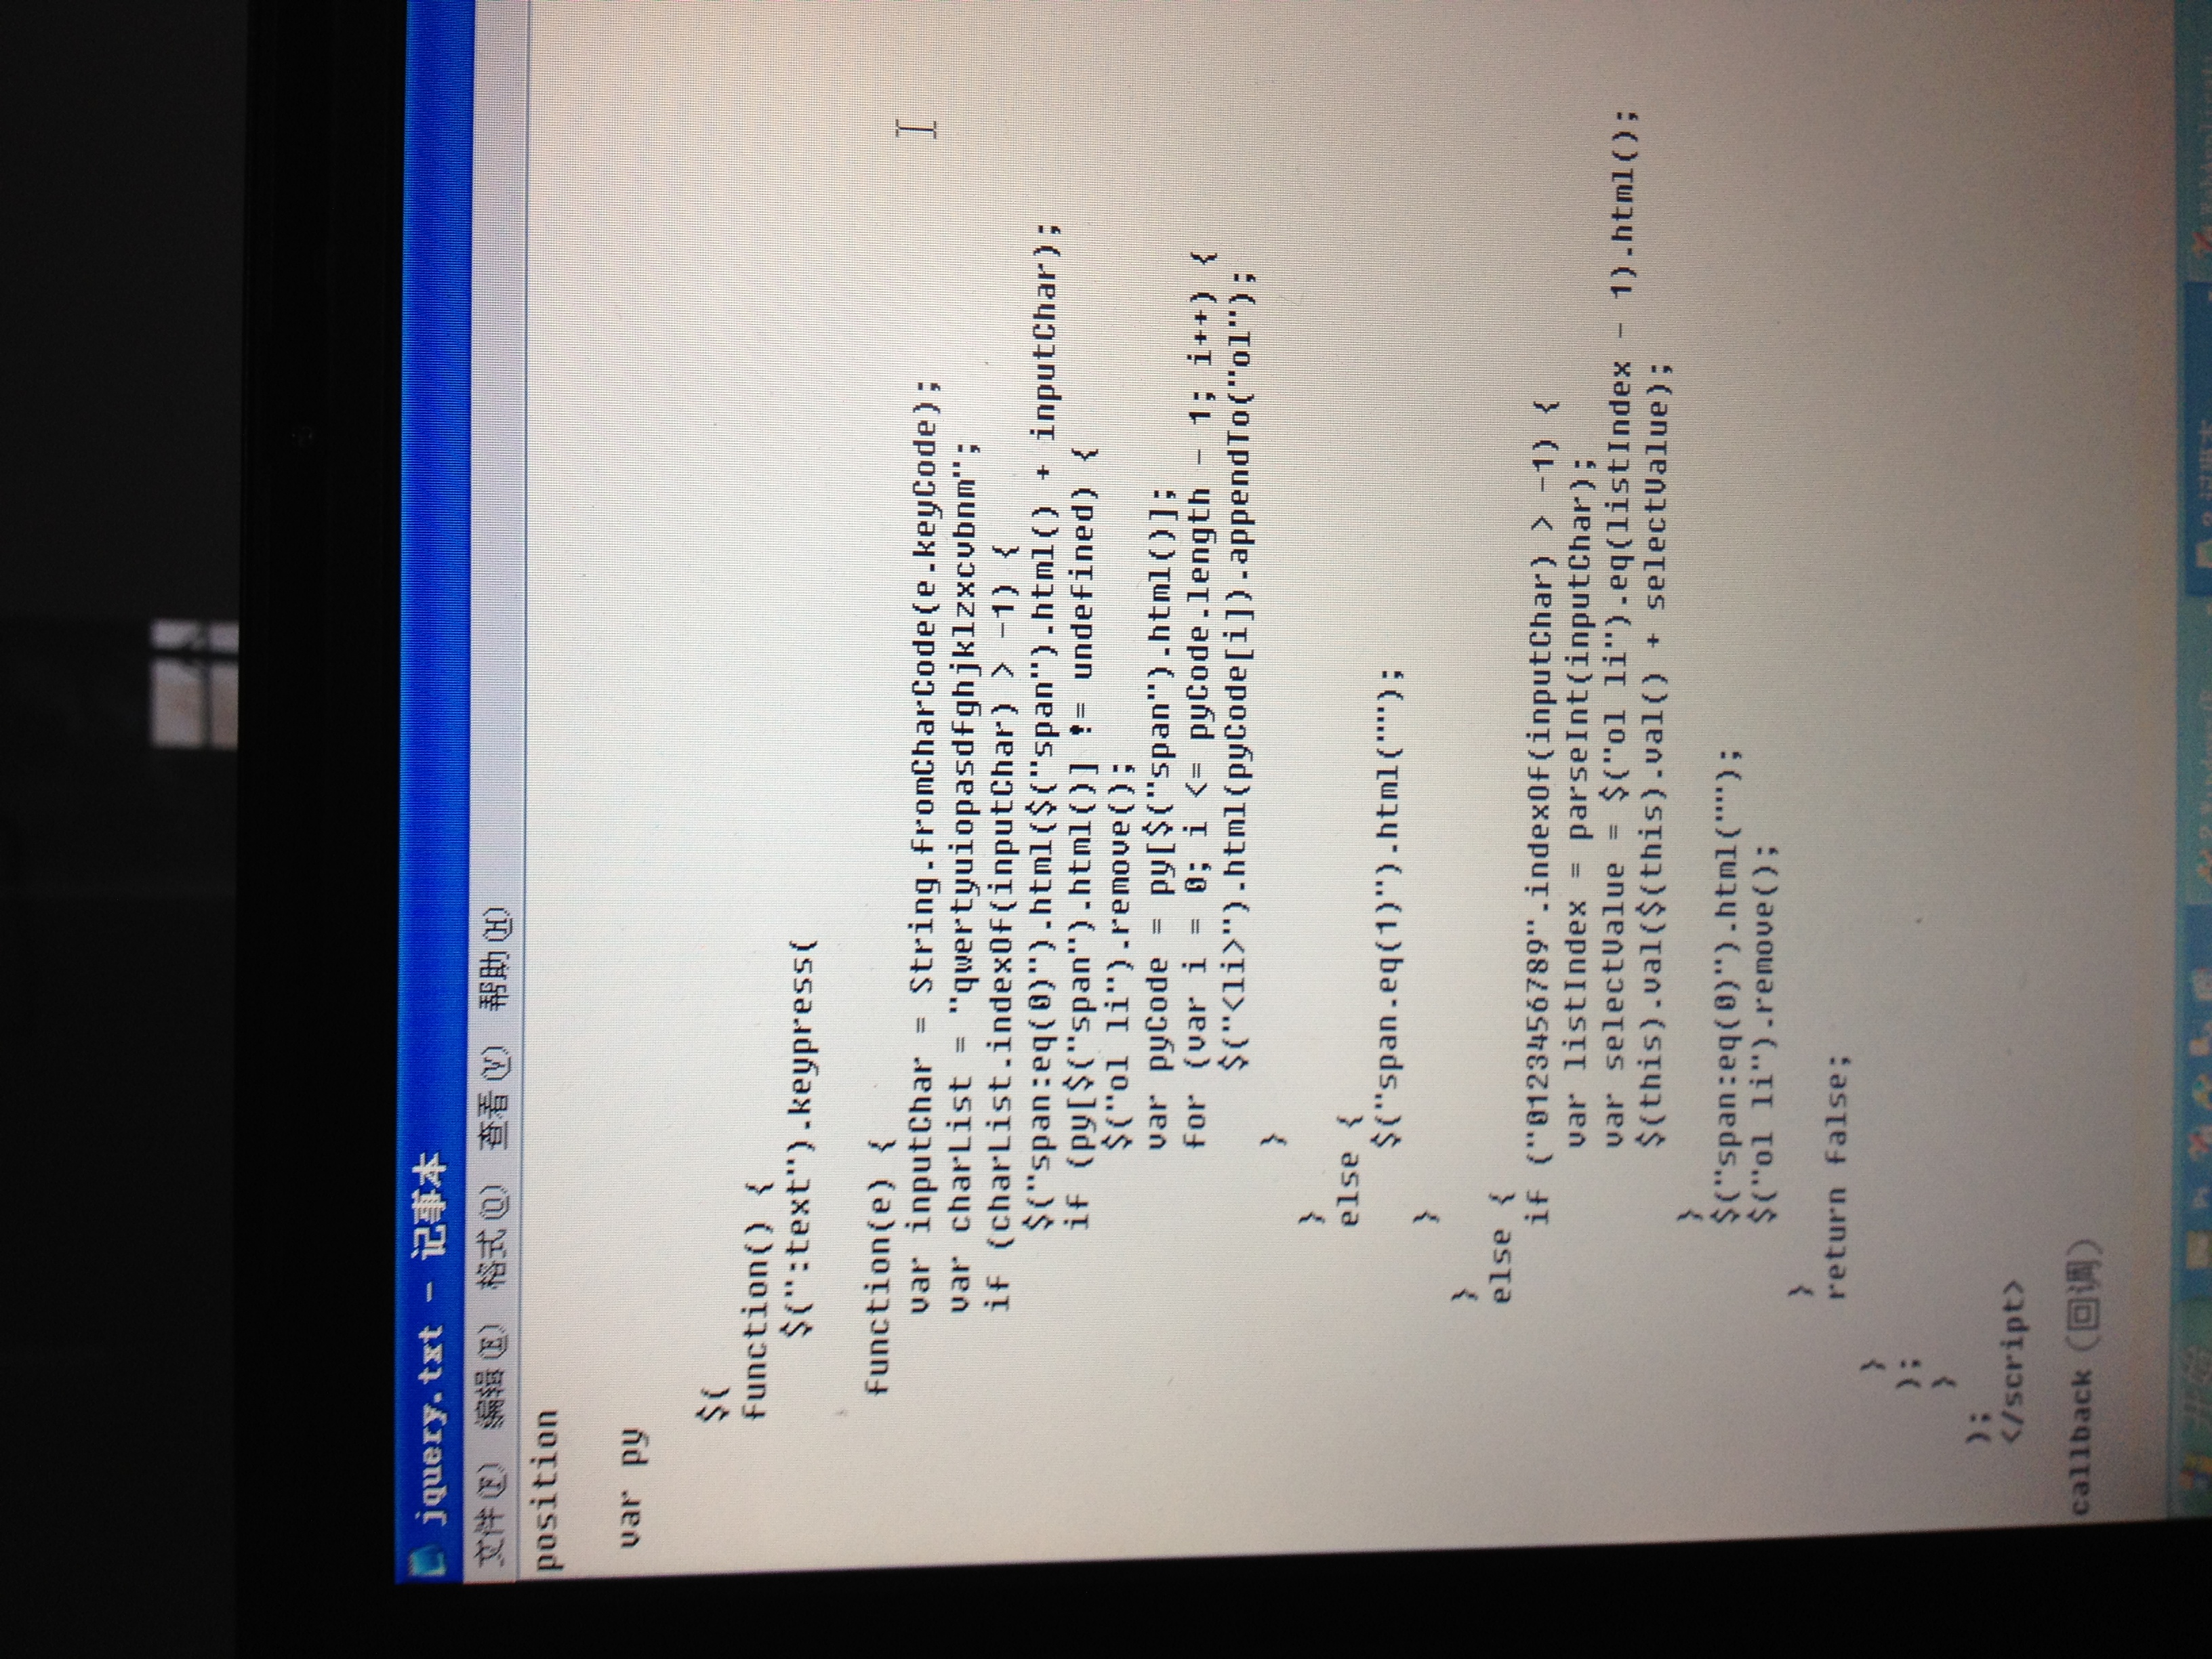 jquery.txt - 记事本
文件(F) 编辑(E) 格式(O) 查看(V) 帮助(H)
position
var py
$(
function() {
$(":text").keypress(
function(e) {
var inputChar = String.fromCharCode(e.keyCode);
var charList = "qwertyuiopasdfghjklzxcvbnm";
if (charList.indexOf(inputChar) > -1) {
$("span:eq(0)").html($("span").html() + inputChar);
if (py[$("span").html()] != undefined) {
$("ol li").remove();
var pyCode = py[$("span").html()];
for (var i = 0; i <= pyCode.length - 1; i++) {
$("<li>").html(pyCode[i]).appendTo("ol");
}
}
else {
$("span.eq(1)").html("");
}
}
else {
if ("0123456789".indexOf(inputChar) > -1) {
var listIndex = parseInt(inputChar);
var selectValue = $("ol li").eq(listIndex - 1).html();
$(this).val($(this).val() + selectValue);
}
$("span:eq(0)").html("");
$("ol li").remove();
}
return false;
}
);
}
);
</script>
callback（回调）
开始